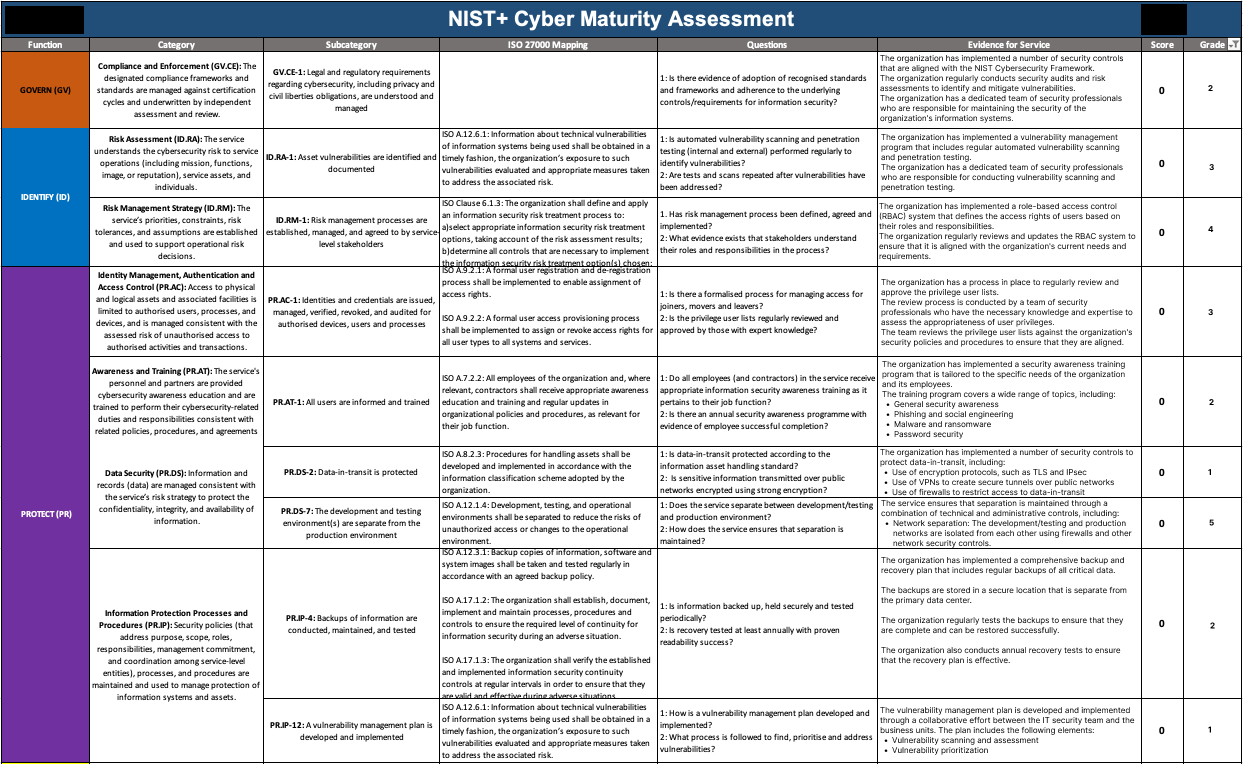 NIST+ Cyber Maturity Assessment
Function
Category
Subcategory
ISO 27000 Mapping
Questions
Evidence for Service
Score
Grade
GOVERN (GV)
Compliance and Enforcement (GV.CE): The
designated compliance frameworks and
standards are managed against certification
cycles and underwritten by independent
assessment and review.
GV.CE-1: Legal and regulatory requirements
regarding cybersecurity, including privacy and
civil liberties obligations, are understood and
managed
1: Is there evidence of adoption of recognised standards
and frameworks and adherence to the underlying
controls/requirements for information security?
The organization has implemented a number of security controls
that are aligned with the NIST Cybersecurity Framework.
The organization regularly conducts security audits and risk
assessments to identify and mitigate vulnerabilities.
The organization has a dedicated team of security professionals
who are responsible for maintaining the security of the
organization's information systems.
0
2
IDENTIFY (ID)
Risk Assessment (ID.RA): The service
understands the cybersecurity risk to service
operations (including mission, functions,
image, or reputation), service assets, and
individuals.
ID.RA-1: Asset vulnerabilities are identified and
documented
ISO A.12.6.1: Information about technical vulnerabilities
of information systems being used shall be obtained in a
timely fashion, the organization's exposure to such
vulnerabilities evaluated and appropriate measures taken
to address the associated risk.
1: Is automated vulnerability scanning and penetration
testing (internal and external) performed regularly to
identify vulnerabilities?
2: Are tests and scans repeated after vulnerabilities have
been addressed?
The organization has implemented a vulnerability management
program that includes regular automated vulnerability scanning
and penetration testing.
The organization has a dedicated team of security professionals
who are responsible for conducting vulnerability scanning and
penetration testing.
0
3
Risk Management Strategy (ID.RM): The
service's priorities, constraints, risk
tolerances, and assumptions are established
and used to support operational risk
decisions.
ID.RM-1: Risk management processes are
established, managed, and agreed to by service-
level stakeholders
ISO Clause 6.1.3: The organization shall define and apply
an information security risk treatment process to:
a)select appropriate information security risk treatment
options, taking account of the risk assessment results;
b)determine all controls that are necessary to implement
the information security risk treatment option(s) chosen;
1. Has risk management process been defined, agreed and
implemented?
2: What evidence exists that stakeholders understand
their roles and responsibilities in the process?
The organization has implemented a role-based access control
(RBAC) system that defines the access rights of users based on
their roles and responsibilities.
The organization regularly reviews and updates the RBAC system to
ensure that it is aligned with the organization's current needs and
requirements.
0
4
PROTECT (PR)
Identity Management, Authentication and
Access Control (PR.AC): Access to
physical and logical assets and associated facilities is
limited to authorised users, processes, and
devices, and is managed consistent with the
assessed risk of unauthorised access to
authorised activities and transactions.
PR.AC-1: Identities and credentials are issued,
managed, verified, revoked, and audited for
authorised devices, users and processes
ISO A.9.2.1: A formal user registration and de-registration
process shall be implemented to enable assignment of
access rights.
ISO A.9.2.2: A formal user access provisioning process
shall be implemented to assign or revoke access rights for
all user types to all systems and services.
1: Is there a formalised process for managing access for
joiners, movers and leavers?
2: Is the privilege user lists regularly reviewed and
approved by those with expert knowledge?
The organization has a process in place to regularly review and
approve the privilege user lists.
The review process is conducted by a team of security
professionals who have the necessary knowledge and expertise to
assess the appropriateness of user privileges.
The team reviews the privilege user lists against the organization's
security policies and procedures to ensure that they are aligned.
0
3
Awareness and Training (PR.AT): The service's
personnel and partners are provided
cybersecurity awareness education and are
trained to perform their cybersecurity-related
duties and responsibilities consistent with
related policies, procedures, and agreements
PR.AT-1: All users are informed and trained
ISO A.7.2.2: All employees of the organization and, where
relevant, contractors shall receive appropriate awareness
education and training and regular updates in
organizational policies and procedures, as relevant for
their job function.
1: Do all employees (and contractors) in the service receive
appropriate information security awareness training as it
pertains to their job function?
2: Is there an annual security awareness programme with
evidence of employee successful completion?
The organization has implemented a security awareness training
program that is tailored to the specific needs of the organization
and its employees.
The training program covers a wide range of topics, including:
• General security awareness
• Phishing and social engineering
• Malware and ransomware
• Password security
0
2
Data Security (PR.DS): Information and
records (data) are managed consistent with
the service's risk strategy to protect the
confidentiality, integrity, and availability of
information.
PR.DS-2: Data-in-transit is protected
ISO A.8.2.3: Procedures for handling assets shall be
developed and implemented in accordance with the
information classification scheme adopted by the
organization.
1: Is data-in-transit protected according to the
information asset handling standard?
2: Is sensitive information transmitted over public
networks encrypted using strong encryption?
The organization has implemented a number of security controls to
protect data-in-transit, including:
• Use of encryption protocols, such as TLS and IPsec
• Use of VPNs to create secure tunnels over public networks
• Use of firewalls to restrict access to data-in-transit
0
1
PR.DS-7: The development and testing
environment(s) are separate from the
production environment
ISO A.12.1.4: Development, testing, and operational
environments shall be separated to reduce the risks of
unauthorized access or changes to the operational
environment.
1: Does the service separate between development/testing
and production environment?
2: How does the service ensures that separation is
maintained?
The service ensures that separation is maintained through a
combination of technical and administrative controls, including:
• Network separation: The development/testing and production
networks are isolated from each other using firewalls and other
network security controls.
0
5
Information Protection Processes and
Procedures (PR.IP): Security policies (that
address purpose, scope, roles,
responsibilities, management commitment,
and coordination among service-level
entities), processes, and procedures are
maintained and used to manage protection of
information systems and assets.
PR.IP-4: Backups of information are
conducted, maintained, and tested
ISO A.12.3.1: Backup copies of information, software and
system images shall be taken and tested regularly in
accordance with an agreed backup policy.
ISO A.17.1.2: The organization shall establish, document,
implement and maintain processes, procedures and
controls to ensure the required level of continuity for
information security during an adverse situation.
ISO A.17.1.3: The organization shall verify the established
and implemented information security continuity
controls at regular intervals in order to ensure that they
are valid and effective during adverse situations
1: Is information backed up, held securely and tested
periodically?
2: Is recovery tested at least annually with proven
readability success?
The organization has implemented a comprehensive backup and
recovery plan that includes regular backups of all critical data.
The backups are stored in a secure location that is separate from
the primary data center.
The organization regularly tests the backups to ensure that they
are complete and can be restored successfully.
The organization also conducts annual recovery tests to ensure
that the recovery plan is effective.
0
2
PR.IP-12: A vulnerability management plan is
developed and implemented
ISO A.12.6.1: Information about technical vulnerabilities
of information systems being used shall be obtained in a
timely fashion, the organization's exposure to such
vulnerabilities evaluated and appropriate measures taken
to address the associated risk.
1: How is a vulnerability management plan developed and
implemented?
2: What process is followed to find, prioritise and address
vulnerabilities?
The vulnerability management plan is developed and implemented
through a collaborative effort between the IT security team and the
business units. The plan includes the following elements:
• Vulnerability scanning and assessment
• Vulnerability prioritization
0
1